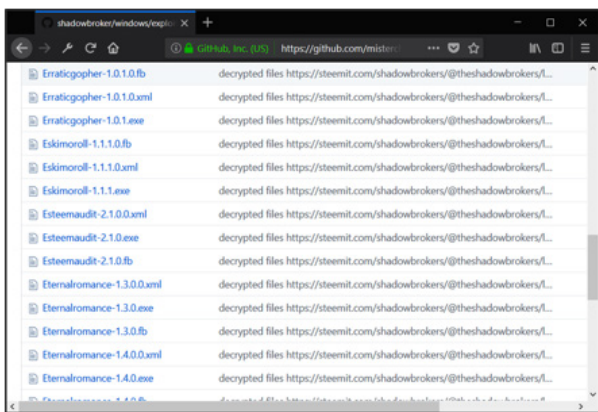 shadowbroker/windows/explo
GitHub, Inc. (US) https://github.com/misterc
Erraticgopher-1.0.1.0.fb decrypted files https://steemit.com/shadowbrokers/@theshadowbrokers/l...
Erraticgopher-1.0.1.0.xml decrypted files https://steemit.com/shadowbrokers/@theshadowbrokers/l...
Erraticgopher-1.0.1.exe decrypted files https://steemit.com/shadowbrokers/@theshadowbrokers/l...
Eskimoroll-1.1.1.0.fb decrypted files https://steemit.com/shadowbrokers/@theshadowbrokers/l...
Eskimoroll-1.1.1.0.xml decrypted files https://steemit.com/shadowbrokers/@theshadowbrokers/l...
Eskimoroll-1.1.1.exe decrypted files https://steemit.com/shadowbrokers/@theshadowbrokers/l...
Esteemaudit-2.1.0.0.xml decrypted files https://steemit.com/shadowbrokers/@theshadowbrokers/l...
Esteemaudit-2.1.0.exe decrypted files https://steemit.com/shadowbrokers/@theshadowbrokers/l...
Esteemaudit-2.1.0.fb decrypted files https://steemit.com/shadowbrokers/@theshadowbrokers/l...
Eternalromance-1.3.0.0.xml decrypted files https://steemit.com/shadowbrokers/@theshadowbrokers/l...
Eternalromance-1.3.0.exe decrypted files https://steemit.com/shadowbrokers/@theshadowbrokers/l...
Eternalromance-1.3.0.fb decrypted files https://steemit.com/shadowbrokers/@theshadowbrokers/l...
Eternalromance-1.4.0.0.xml decrypted files https://steemit.com/shadowbrokers/@theshadowbrokers/l...
Eternalromance-1.4.0.exe decrypted files https://steemit.com/shadowbrokers/@theshadowbrokers/l...